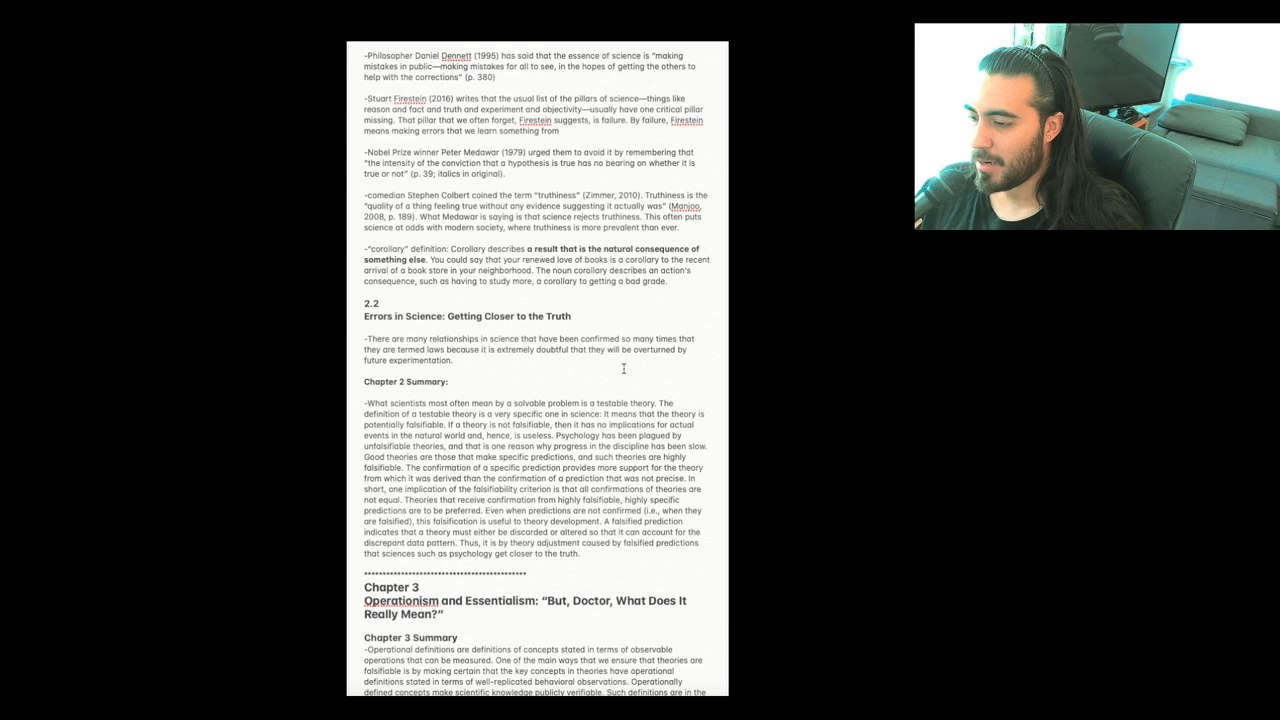 -Philosopher Daniel Dennett (1995) has said that the essence of science is “making
mistakes in public—making mistakes for all to see, in the hopes of getting the others to
help with the corrections” (p. 380)
-Stuart Firestein (2016) writes that the usual list of the pillars of science—things like
reason and fact and truth and experiment and objectivity—usually have one critical pillar
missing. That pillar that we often forget, Firestein suggests, is failure. By failure, Firestein
means making errors that we learn something from
-Nobel Prize winner Peter Medawar (1979) urged them to avoid it by remembering that
“the intensity of the conviction that a hypothesis is true has no bearing on whether it is
true or not” (p. 39; italics in original).
-comedian Stephen Colbert coined the term “truthiness” (Zimmer, 2010). Truthiness is the
“quality of a thing feeling true without any evidence suggesting it actually was” (Manjoo,
2008, p. 189). What Medawar is saying is that science rejects truthiness. This often puts
science at odds with modern society, where truthiness is more prevalent than ever.
-“corollary” definition: Corollary describes a result that is the natural consequence of
something else. You could say that your renewed love of books is a corollary to the recent
arrival of a book store in your neighborhood. The noun corollary describes an action's
consequence, such as having to study more, a corollary to getting a bad grade.
2.2
Errors in Science: Getting Closer to the Truth
-There are many relationships in science that have been confirmed so many times that
they are termed laws because it is extremely doubtful that they will be overturned by
future experimentation.
Chapter 2 Summary:
-What scientists most often mean by a solvable problem is a testable theory. The
definition of a testable theory is a very specific one in science: It means that the theory is
potentially falsifiable. If a theory is not falsifiable, then it has no implications for actual
events in the natural world and, hence, is useless. Psychology has been plagued by
unfalsifiable theories, and that is one reason why progress in the discipline has been slow.
Good theories are those that make specific predictions, and such theories are highly
falsifiable. The confirmation of a specific prediction provides more support for the theory
from which it was derived than the confirmation of a prediction that was not precise. In
short, one implication of the falsifiability criterion is that all confirmations of theories are
not equal. Theories that receive confirmation from highly falsifiable, highly specific
predictions are to be preferred. Even when predictions are not confirmed (i.e., when they
are falsified), this falsification is useful to theory development. A falsified prediction
indicates that a theory must either be discarded or altered so that it can account for the
discrepant data pattern. Thus, it is by theory adjustment caused by falsified predictions
that sciences such as psychology get closer to the truth.
********************************************
Chapter 3
Operationism and Essentialism: “But, Doctor, What Does It
Really Mean?”
Chapter 3 Summary
-Operational definitions are definitions of concepts stated in terms of observable
operations that can be measured. One of the main ways that we ensure that theories are
falsifiable is by making certain that the key concepts in theories have operational
definitions stated in terms of well-replicated behavioral observations. Operationally
defined concepts make scientific knowledge publicly verifiable. Such definitions are in the